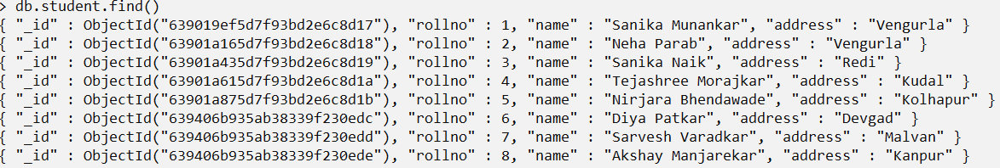 > db.student.find()
{ "_id" : ObjectId("639019ef5d7f93bd2e6c8d17"), "rollno" : 1, "name" : "Sanika Munankar", "address" : "Vengurla" }
{ "_id" : ObjectId("63901a165d7f93bd2e6c8d18"), "rollno" : 2, "name" : "Neha Parab", "address" : "Vengurla" }
{ "_id" : ObjectId("63901a435d7f93bd2e6c8d19"), "rollno" : 3, "name" : "Sanika Naik", "address" : "Redi" }
{ "_id" : ObjectId("63901a615d7f93bd2e6c8d1a"), "rollno" : 4, "name" : "Tejashree Morajkar", "address" : "Kudal" }
{ "_id" : ObjectId("63901a875d7f93bd2e6c8d1b"), "rollno" : 5, "name" : "Nirjara Bhendawade", "address" : "Kolhapur" }
{ "_id" : ObjectId("639406b935ab38339f230edc"), "rollno" : 6, "name" : "Diya Patkar", "address" : "Devgad" }
{ "_id" : ObjectId("639406b935ab38339f230edd"), "rollno" : 7, "name" : "Sarvesh Varadkar", "address" : "Malvan" }
{ "_id" : ObjectId("639406b935ab38339f230ede"), "rollno" : 8, "name" : "Akshay Manjarekar", "address" : "Kanpur" }